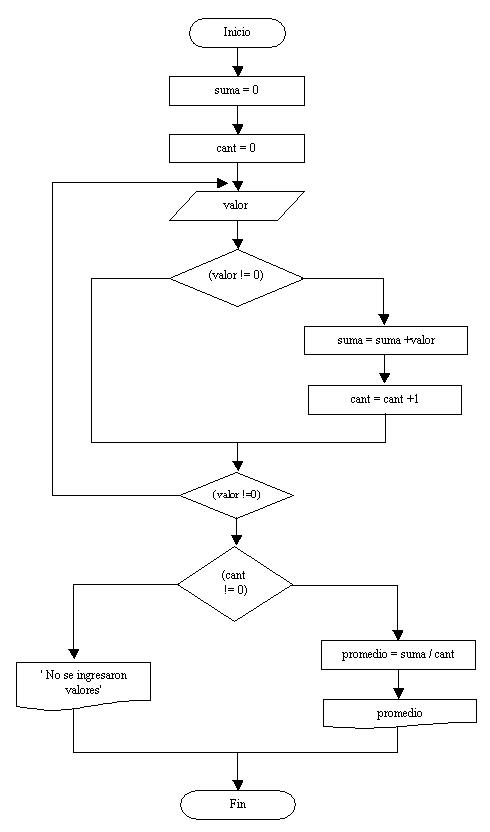 Inicio
suma = 0
cant = 0
valor
(valor != 0)
suma = suma +valor
cant = cant +1
(valor !=0)
(cant
!= 0)
promedio = suma / cant
' No se ingresaron
valores'
promedio
Fin